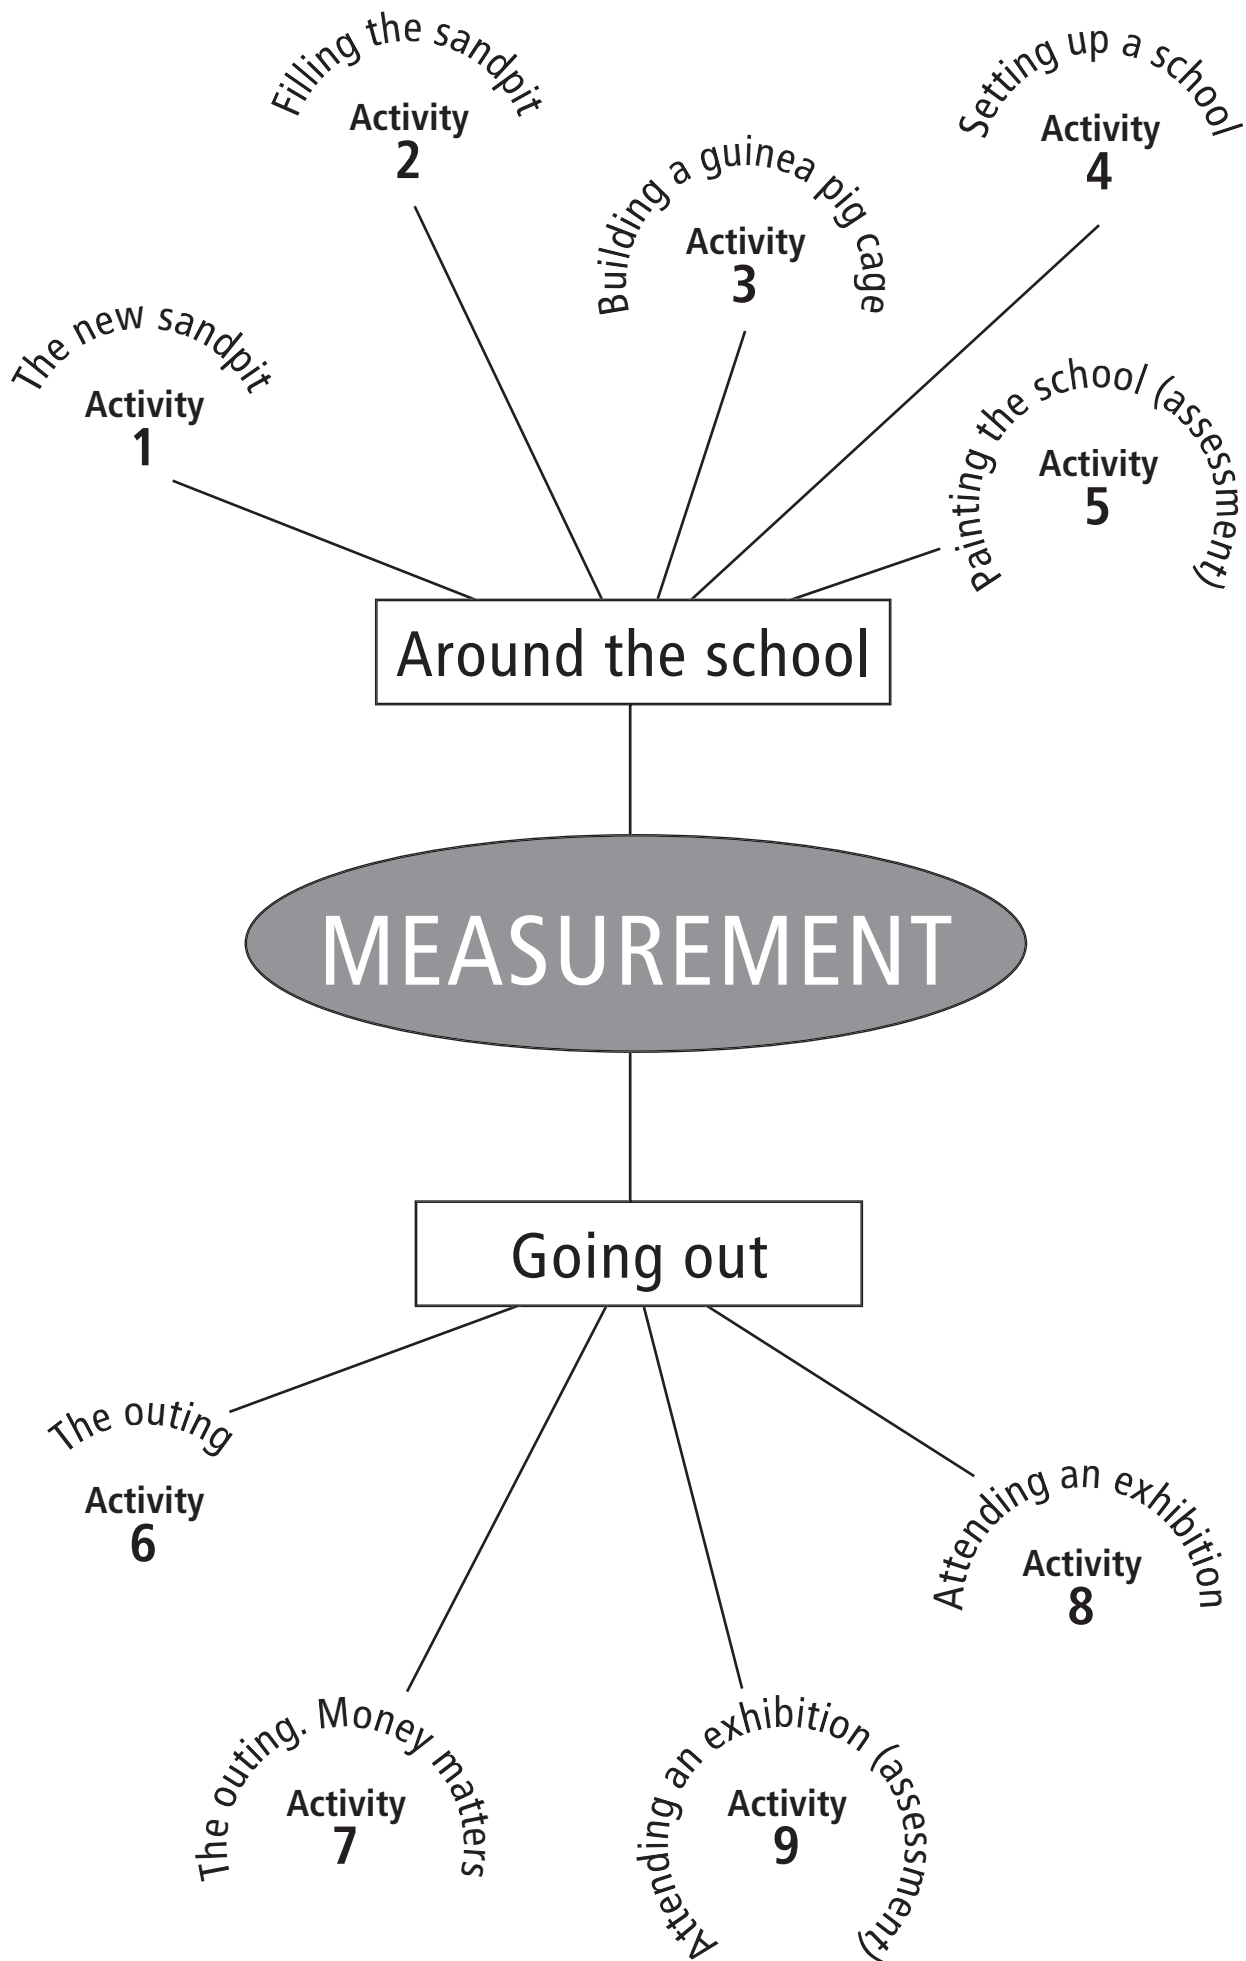 Filling the sandpit
Activity
2
Setting up a school
Activity
4
Building a guinea pig cage
Activity
3
The new sandpit
Activity
1
Painting the school (assessment)
Activity
5
Around the school
MEASUREMENT
Going out
The outing
Activity
6
Attending an exhibition
Activity
8
The outing. Money matters
Activity
7
Attending an exhibition (assessment)
Activity
9